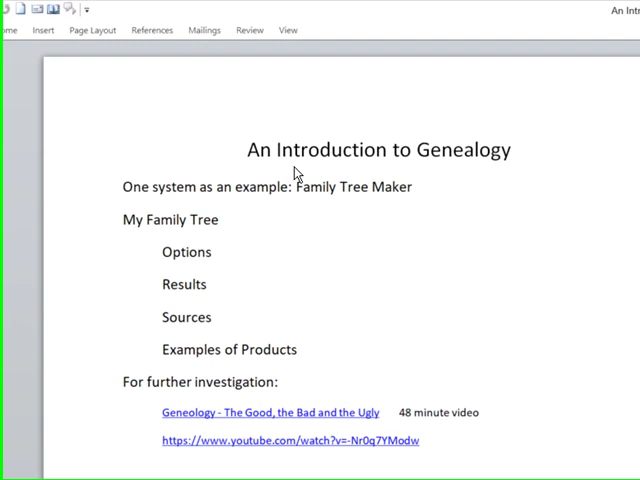 An Intr
ome Insert Page Layout References Mailings Review View
An Introduction to Genealogy
One system as an example: Family Tree Maker
My Family Tree
Options
Results
Sources
Examples of Products
For further investigation:
Geneology - The Good, the Bad and the Ugly 48 minute video
https://www.youtube.com/watch?v=-Nr0q7YModw